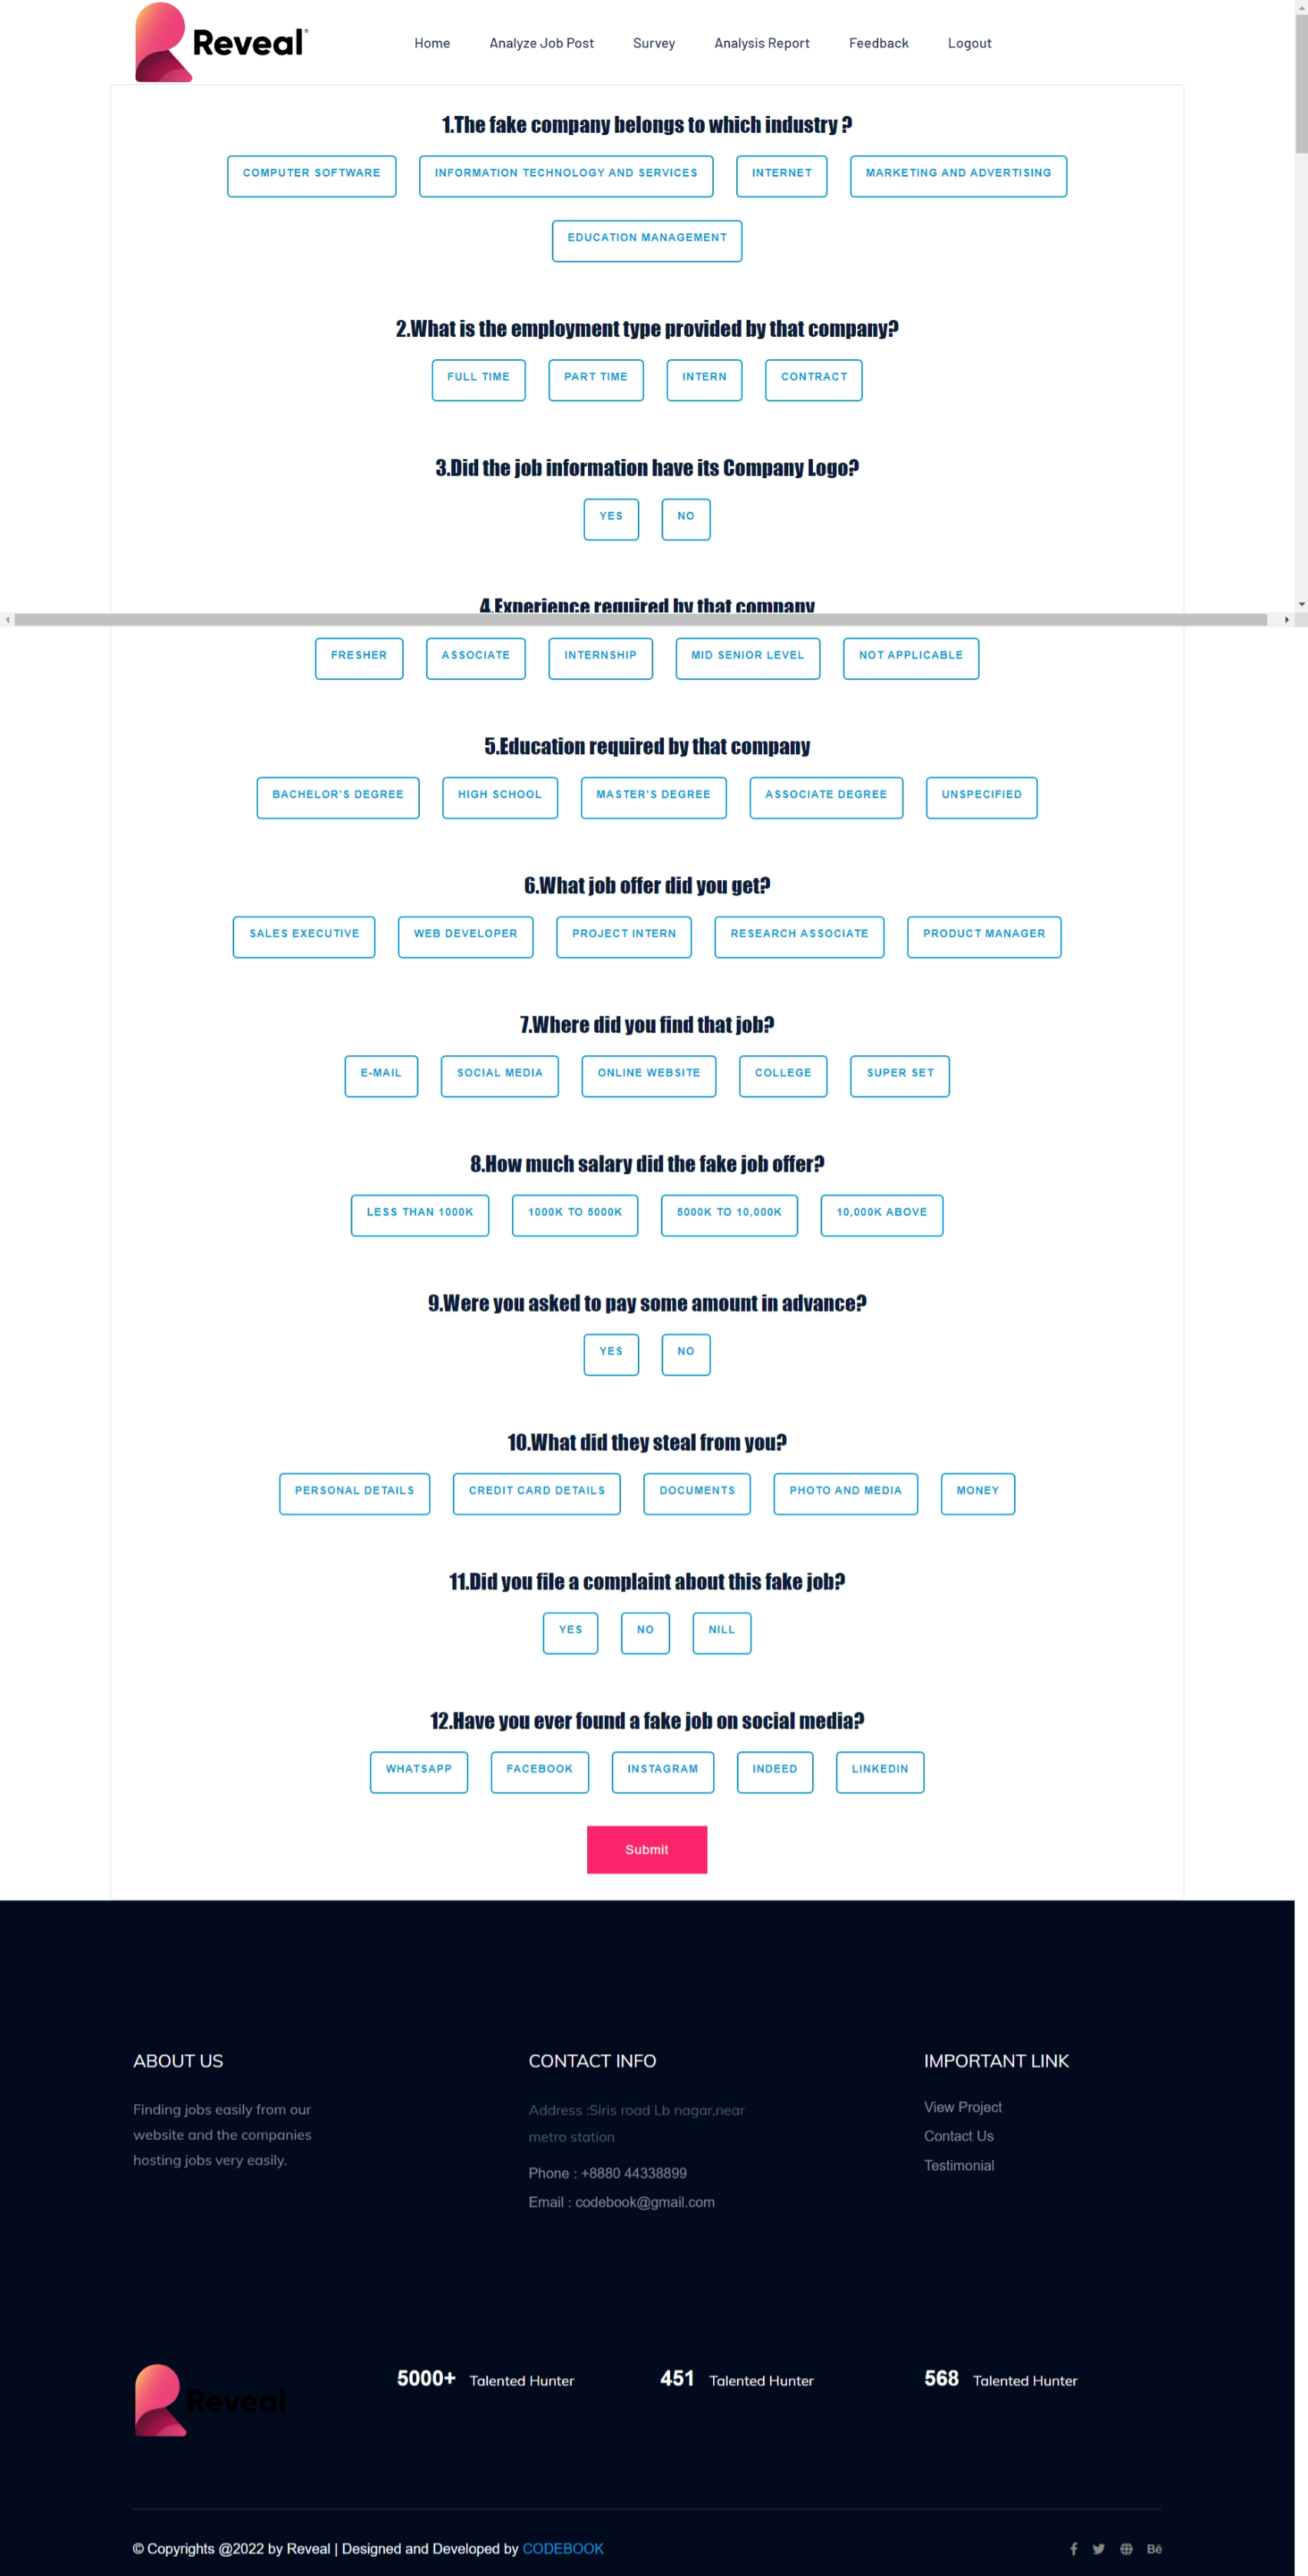 Reveal
Home Analyze Job Post Survey Analysis Report Feedback Logout
1.The fake company belongs to which industry ?
COMPUTER SOFTWARE INFORMATION TECHNOLOGY AND SERVICES INTERNET MARKETING AND ADVERTISING
EDUCATION MANAGEMENT
2.What is the employment type provided by that company?
FULL TIME PART TIME INTERN CONTRACT
3.Did the job information have its Company Logo?
YES NO
4.Experience required by that company
FRESHER ASSOCIATE INTERNSHIP MID SENIOR LEVEL NOT APPLICABLE
5.Education required by that company
BACHELOR'S DEGREE HIGH SCHOOL MASTER'S DEGREE ASSOCIATE DEGREE UNSPECIFIED
6.What job offer did you get?
SALES EXECUTIVE WEB DEVELOPER PROJECT INTERN RESEARCH ASSOCIATE PRODUCT MANAGER
7.Where did you find that job?
E-MAIL SOCIAL MEDIA ONLINE WEBSITE COLLEGE SUPER SET
8.How much salary did the fake job offer?
LESS THAN 1000K 1000K TO 5000K 5000K TO 10,000K 10,000K ABOVE
9.Were you asked to pay some amount in advance?
YES NO
10.What did they steal from you?
PERSONAL DETAILS CREDIT CARD DETAILS DOCUMENTS PHOTO AND MEDIA MONEY
11.Did you file a complaint about this fake job?
YES NO NILL
12.Have you ever found a fake job on social media?
WHATSAPP FACEBOOK INSTAGRAM INDEED LINKEDIN
Submit
ABOUT US
Finding jobs easily from our
website and the companies
hosting jobs very easily.
CONTACT INFO
Address :Siris road Lb nagar,near
metro station
Phone : +8880 44338899
Email : codebook@gmail.com
IMPORTANT LINK
View Project
Contact Us
Testimonial
Reveal
5000+ Talented Hunter
451 Talented Hunter
568 Talented Hunter
© Copyrights @2022 by Reveal | Designed and Developed by CODEBOOK